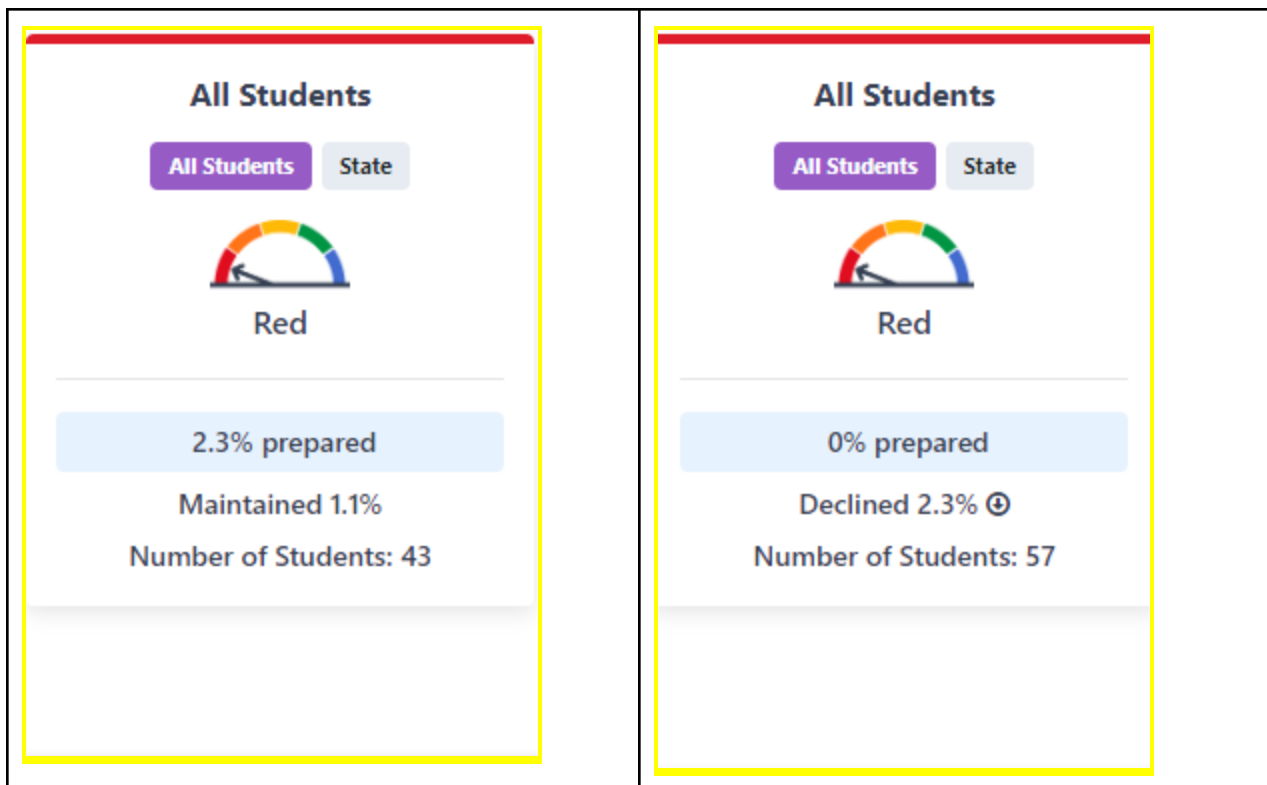 All Students
All Students State
Red
2.3% prepared
Maintained 1.1%
Number of Students: 43
All Students
All Students State
Red
0% prepared
Declined 2.3%
Number of Students: 57